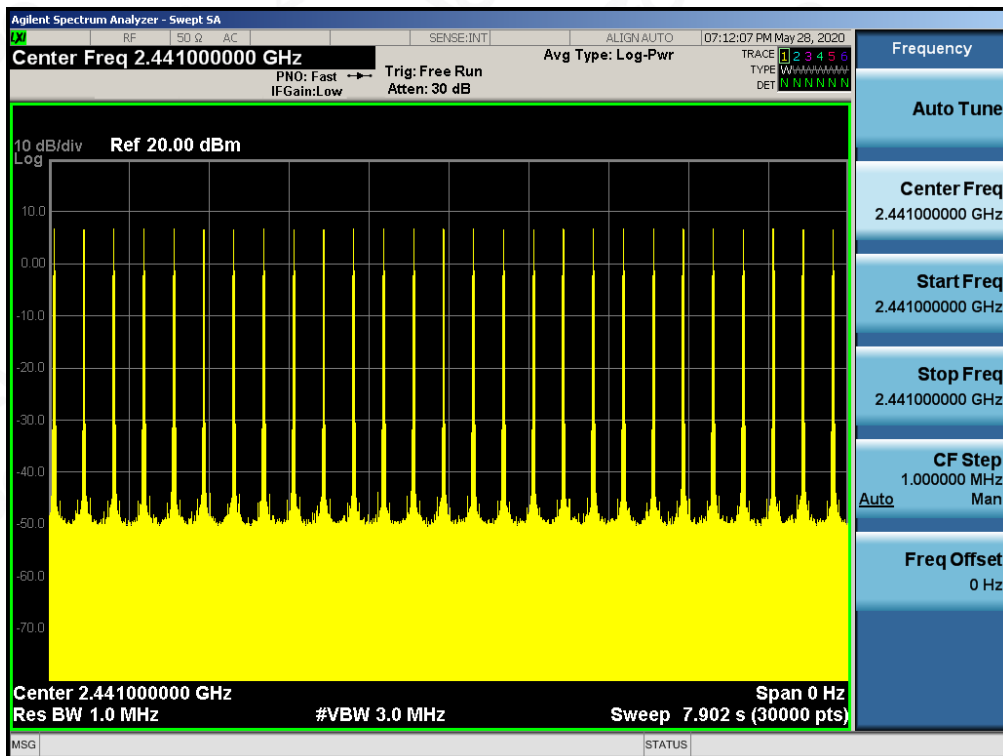 Agilent Spectrum Analyzer - Swept SA
LXI RF 50 Ω AC SENSE:INT ALIGN AUTO 07:12:07 PM May 28, 2020
Center Freq 2.441000000 GHz
PNO: Fast
IFGain:Low
Trig: Free Run
Atten: 30 dB
Avg Type: Log-Pwr
TRACE 1 2 3 4 5 6
TYPE W
DET N N N N N N
10 dB/div Ref 20.00 dBm
Log
10.0
0.00
-10.0
-20.0
-30.0
-40.0
-50.0
-60.0
-70.0
Center 2.441000000 GHz Span 0 Hz
Res BW 1.0 MHz #VBW 3.0 MHz Sweep 7.902 s (30000 pts)
MSG STATUS
Frequency
Auto Tune
Center Freq
2.441000000 GHz
Start Freq
2.441000000 GHz
Stop Freq
2.441000000 GHz
CF Step
1.000000 MHz
Auto Man
Freq Offset
0 Hz